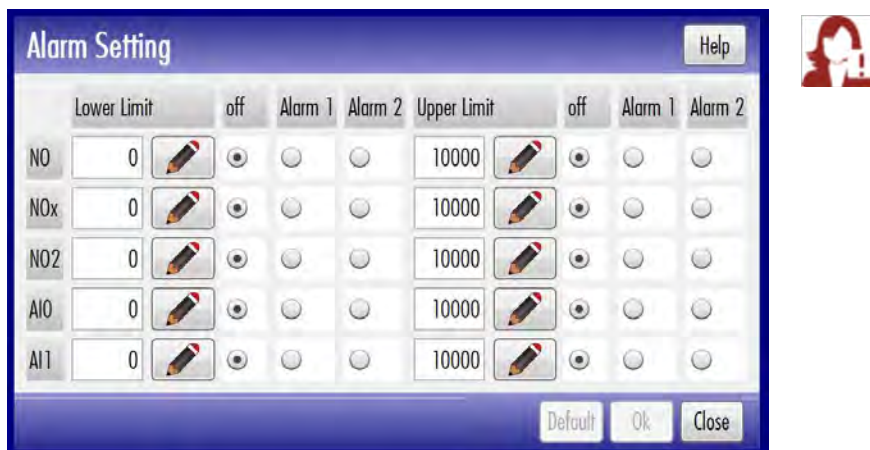 Alarm Setting Help
Lower Limit off Alarm 1 Alarm 2 Upper Limit off Alarm 1 Alarm 2
NO 0 10000
NOx 0 10000
NO2 0 10000
AI0 0 10000
AI1 0 10000
Default Ok Close